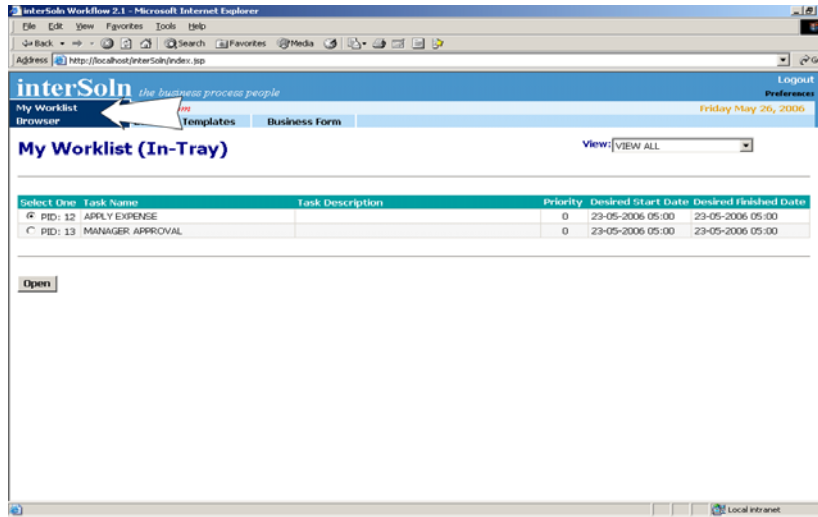 interSoln Workflow 2.1 - Microsoft Internet Explorer
File Edit View Favorites Tools Help
Back Search Favorites Media
Address http://localhost/interSoln/index.jsp
interSoln the business process people
Logout
Preferences
My Worklist
Friday May 26, 2006
Browser Templates Business Form
My Worklist (In-Tray)
View: VIEW ALL
Select One Task Name Task Description Priority Desired Start Date Desired Finished Date
PID: 12 APPLY EXPENSE 0 23-05-2006 05:00 23-05-2006 05:00
PID: 13 MANAGER APPROVAL 0 23-05-2006 05:00 23-05-2006 05:00
Open
Local intranet